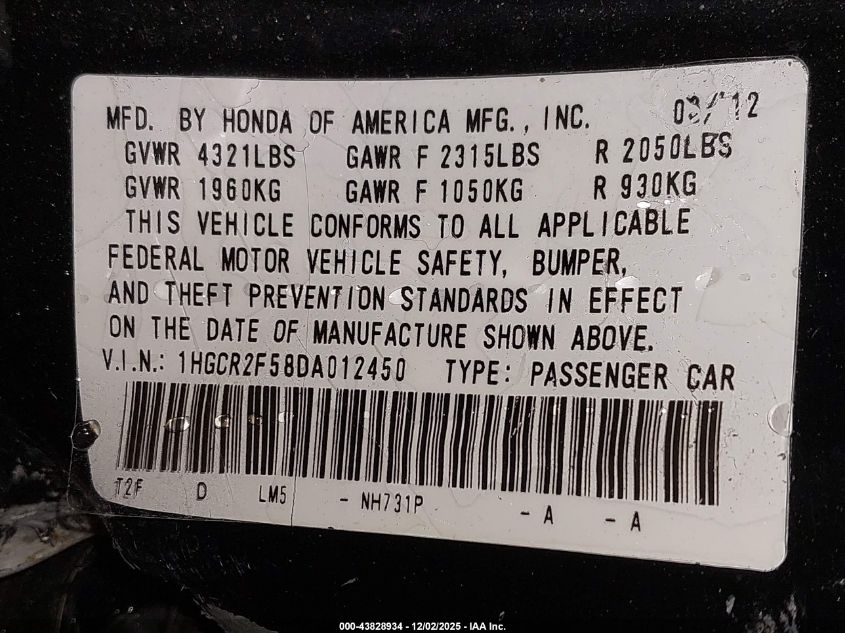 MFD. BY HONDA OF AMERICA MFG., INC.
GVWR 4321LBS GAWR F 2315LBS R 2050LBS
GVWR 1960KG GAWR F 1050KG R 930KG
THIS VEHICLE CONFORMS TO ALL APPLICABLE
FEDERAL MOTOR VEHICLE SAFETY, BUMPER,
AND THEFT PREVENTION STANDARDS IN EFFECT
ON THE DATE OF MANUFACTURE SHOWN ABOVE.
V.I.N.: 1HGCR2F58DA012450 TYPE: PASSENGER CAR
T2F D LM5 - NH731P - A - A
000-43828934 - 12/02/2025 - IAA Inc.